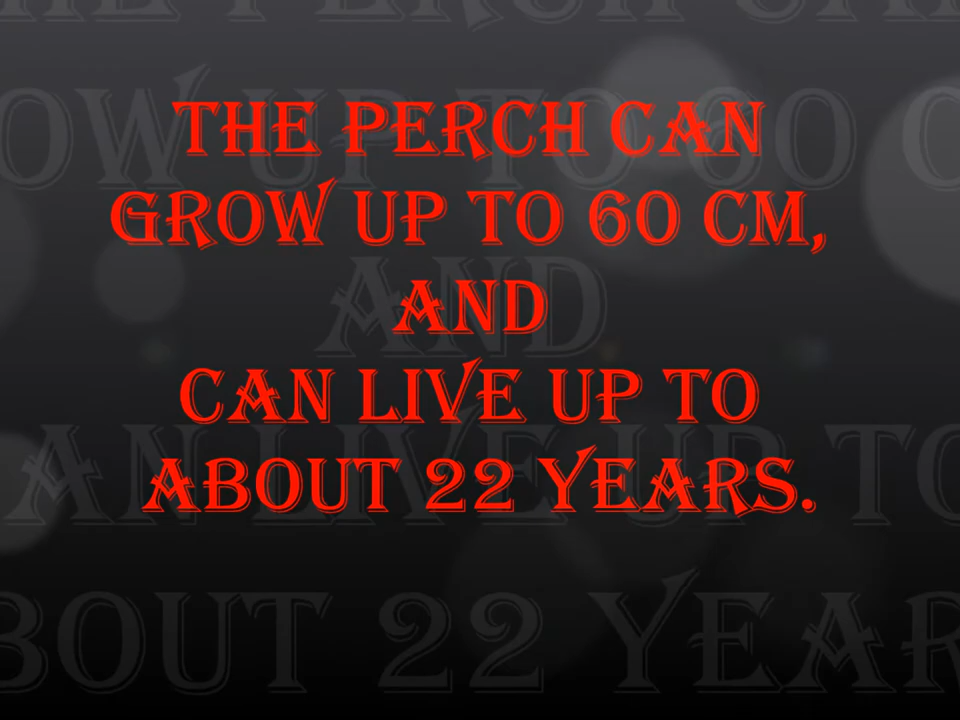 THE PERCH CAN
GROW UP TO 60 CM,
AND
CAN LIVE UP TO
ABOUT 22 YEARS.